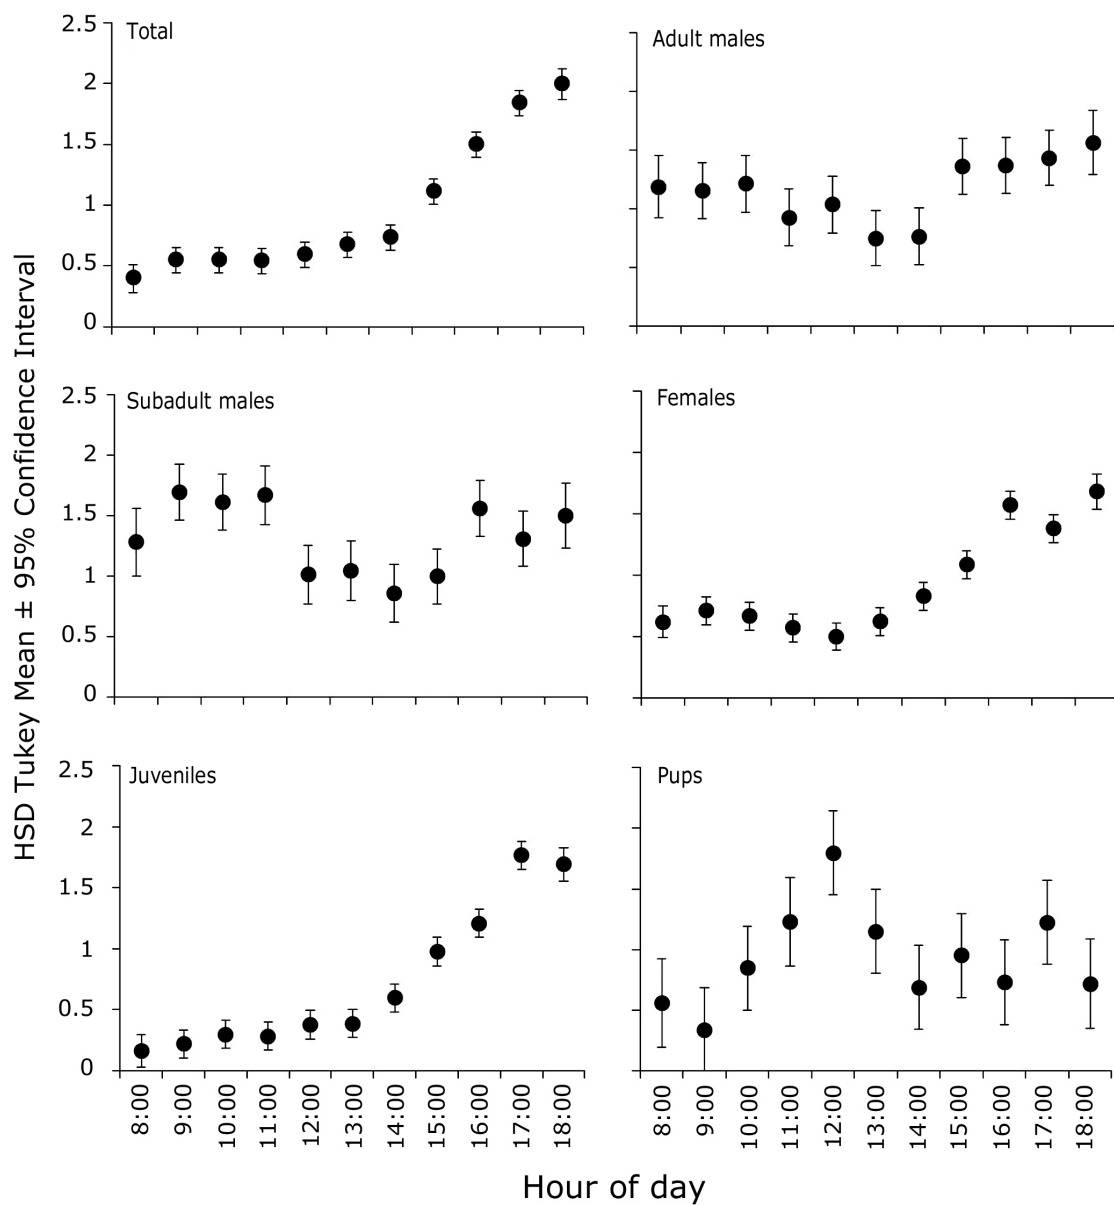 HSD Tukey Mean ± 95% Confidence Interval
Total
2.5
2
1.5
1
0.5
0
Adult males
Subadult males
2.5
2
1.5
1
0.5
0
Females
Juveniles
2.5
2
1.5
1
0.5
0
8:00 9:00 10:00 11:00 12:00 13:00 14:00 15:00 16:00 17:00 18:00
Pups
8:00 9:00 10:00 11:00 12:00 13:00 14:00 15:00 16:00 17:00 18:00
Hour of day